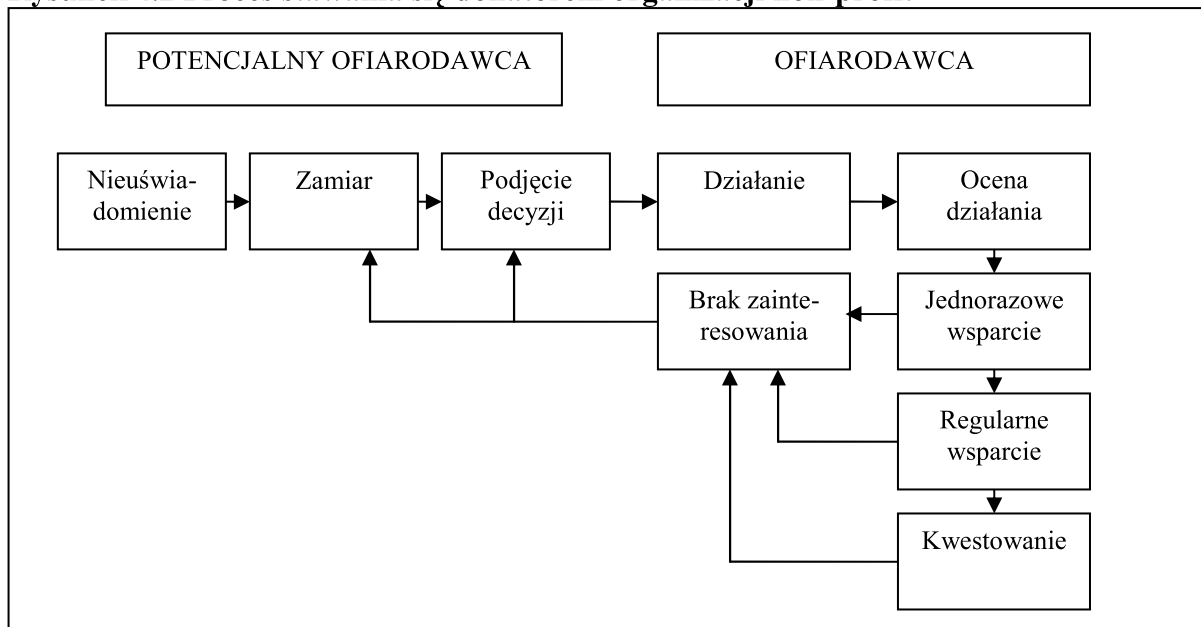 POTENCJALNY OFIARODAWCA
OFIARODAWCA
Nieuświa-
domienie
Zamiar
Podjęcie
decyzji
Działanie
Ocena
działania
Brak zainte-
resowania
Jednorazowe
wsparcie
Regularne
wsparcie
Kwestowanie